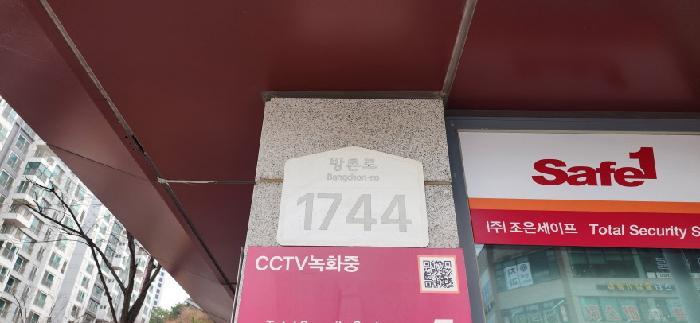 방촌로
Bangchon-ro
1744
CCTV녹화중
Safe1
(주) 조은세이프 Total Security S